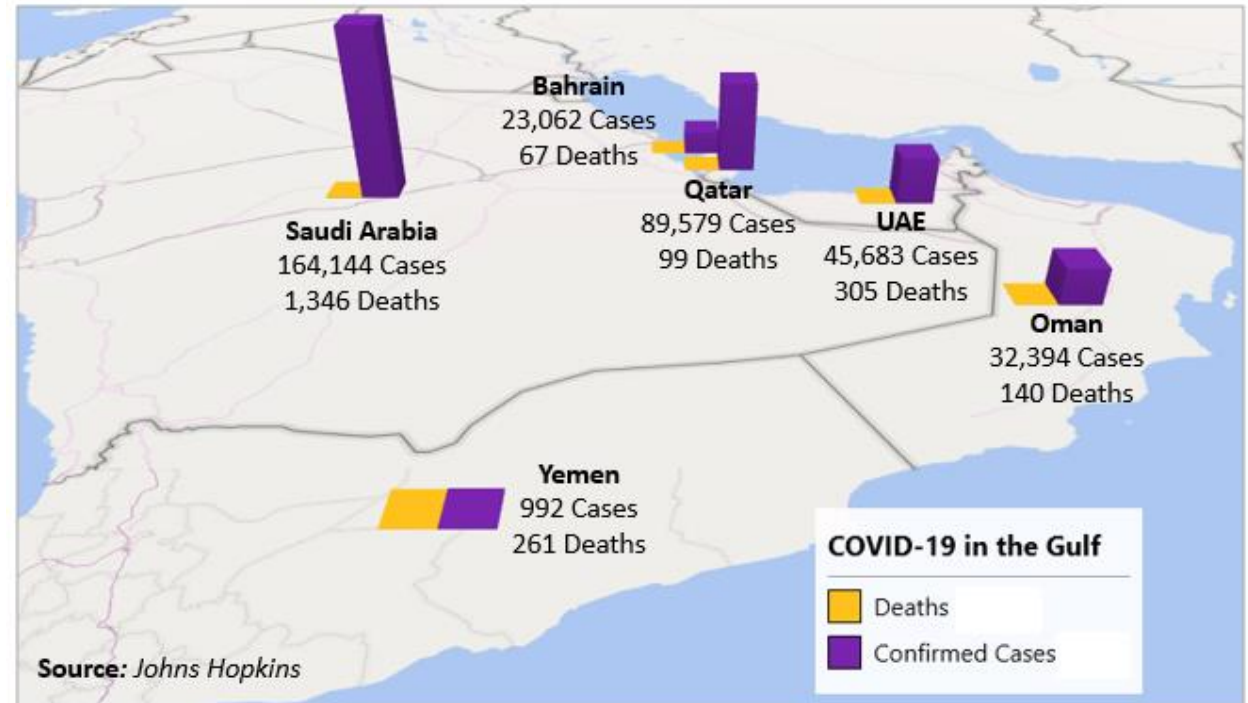 Bahrain
23,062 Cases
67 Deaths
Qatar
89,579 Cases
99 Deaths
UAE
45,683 Cases
305 Deaths
Saudi Arabia
164,144 Cases
1,346 Deaths
Oman
32,394 Cases
140 Deaths
Yemen
992 Cases
261 Deaths
COVID-19 in the Gulf
Deaths
Confirmed Cases
Source: Johns Hopkins